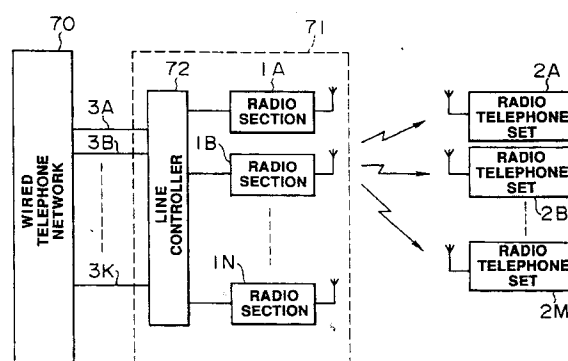 70
71
72
1A
2A
RADIO
SECTION
RADIO
TELEPHONE
SET
3A
3B
1B
RADIO
SECTION
RADIO
TELEPHONE
SET
2B
WIRED
TELEPHONE
NETWORK
LINE
CONTROLLER
3K
1N
RADIO
SECTION
RADIO
TELEPHONE
SET
2M